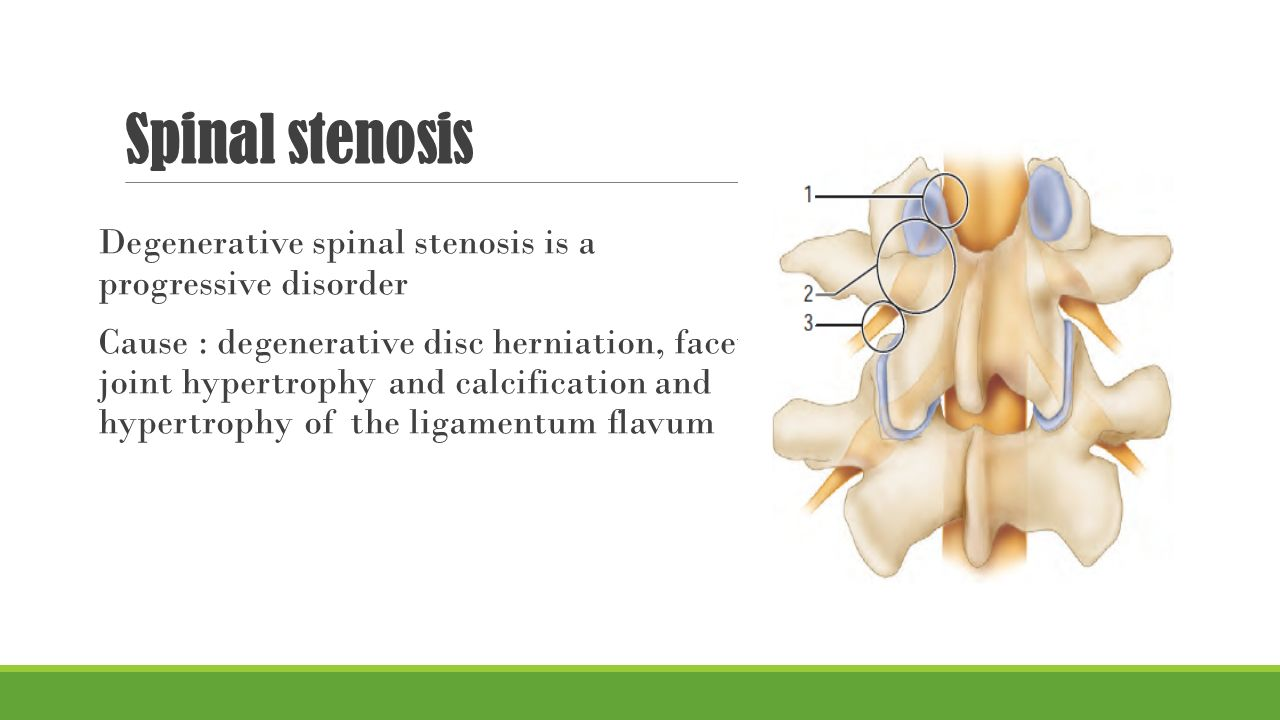 Spinal stenosis
Degenerative spinal stenosis is a
progressive disorder
Cause : degenerative disc herniation, face
joint hypertrophy and calcification and
hypertrophy of the ligamentum flavum
1
2
3